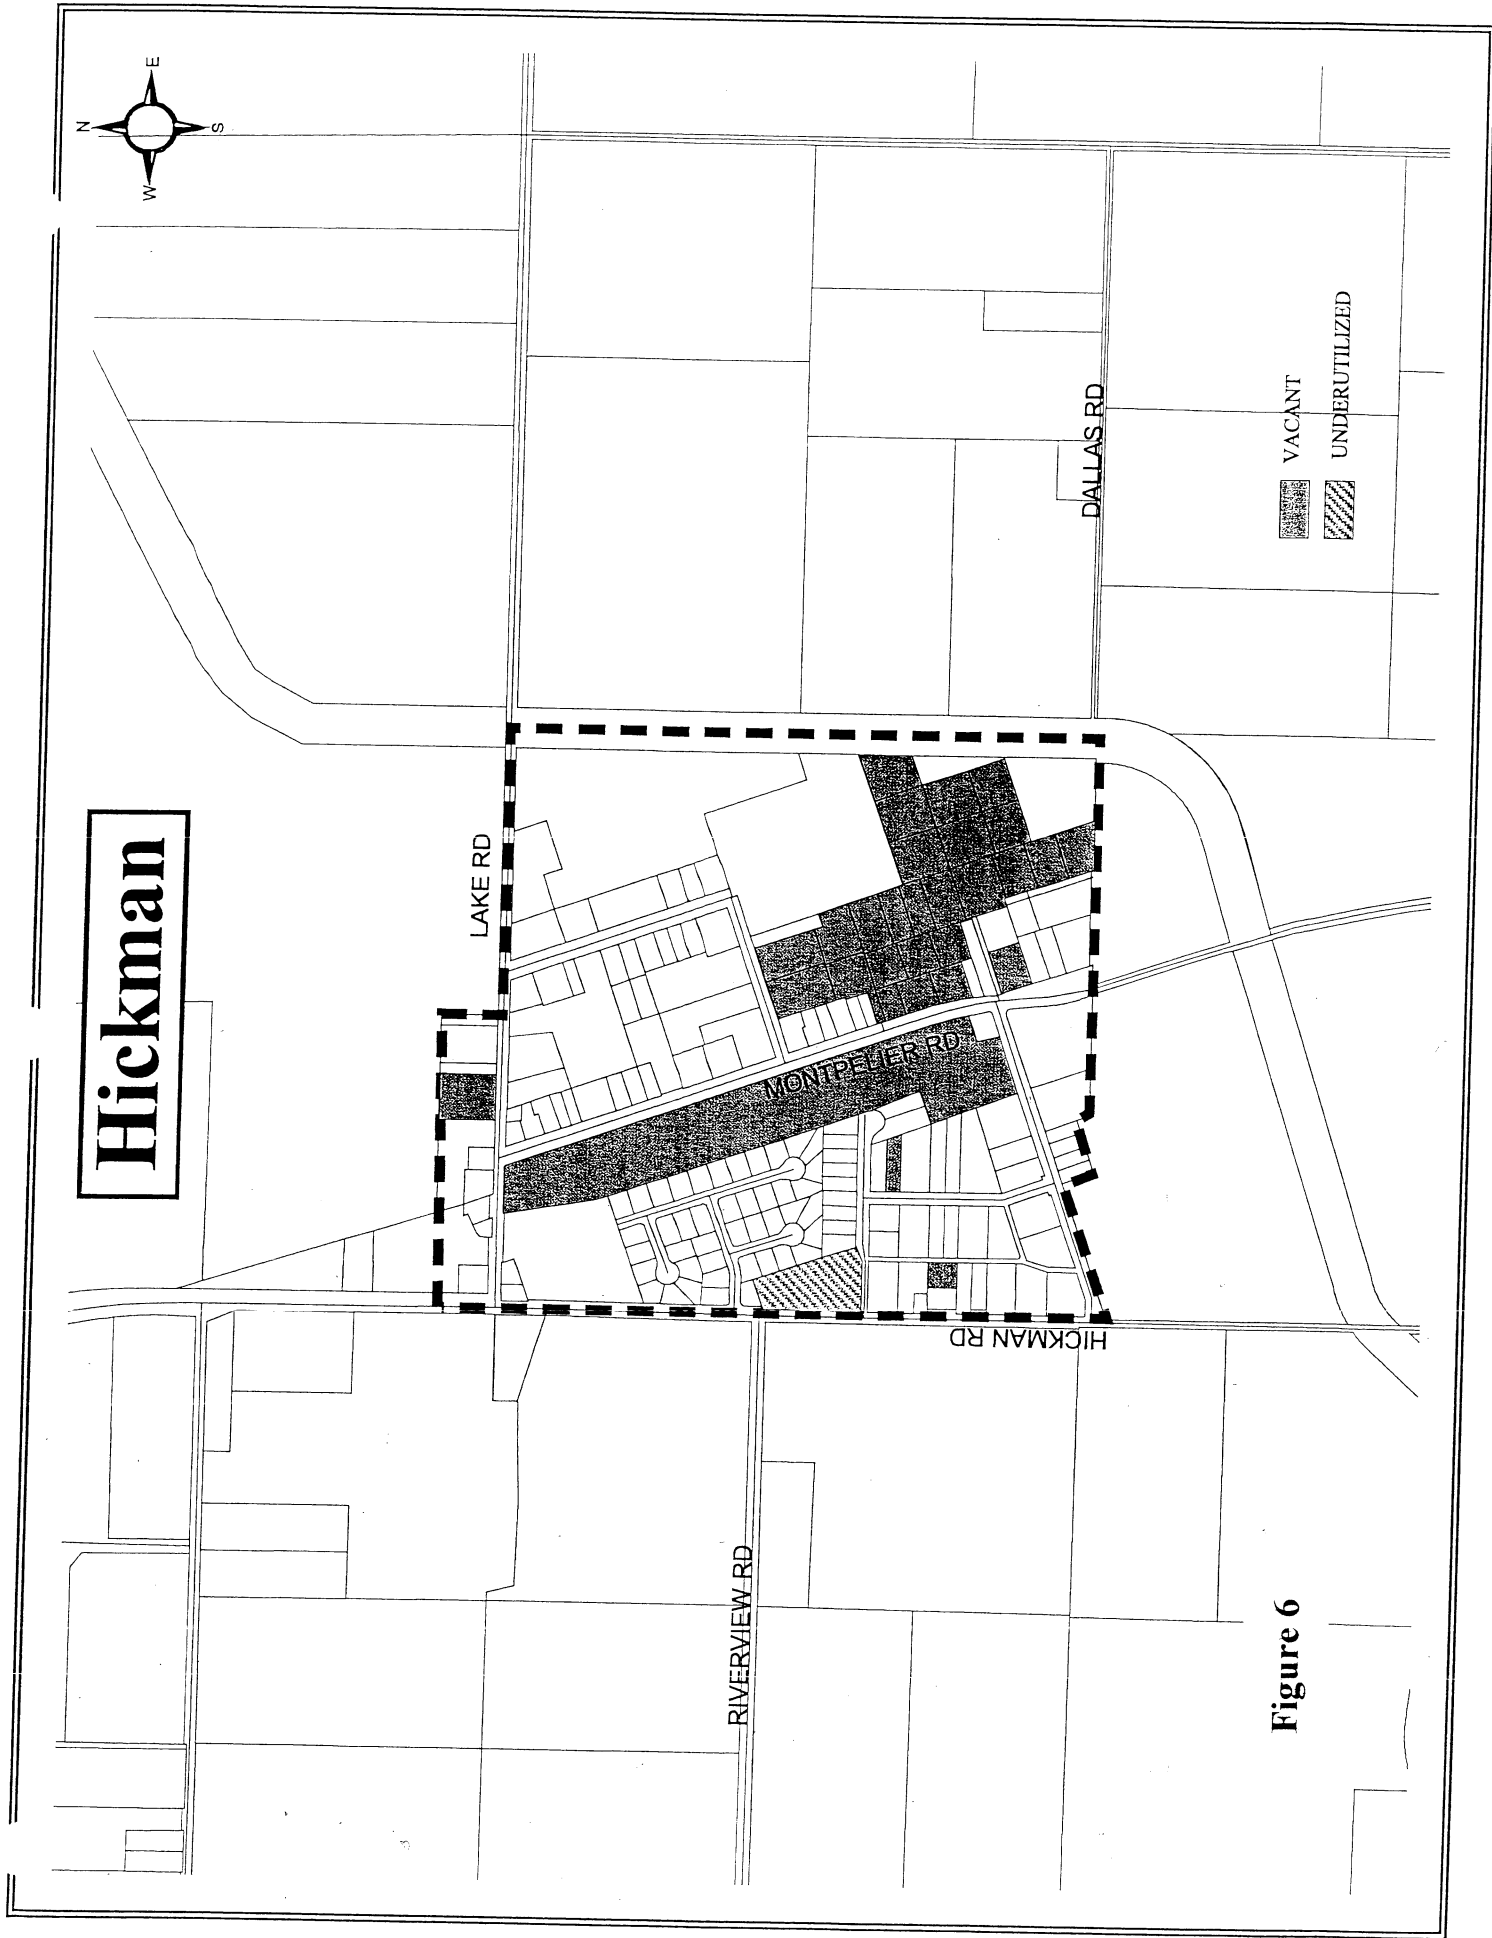 Hickman
N
W
E
S
LAKE RD
MONTPELIER RD
DALLAS RD
HICKMAN RD
RIVERVIEW RD
VACANT
UNDERUTILIZED
Figure 6